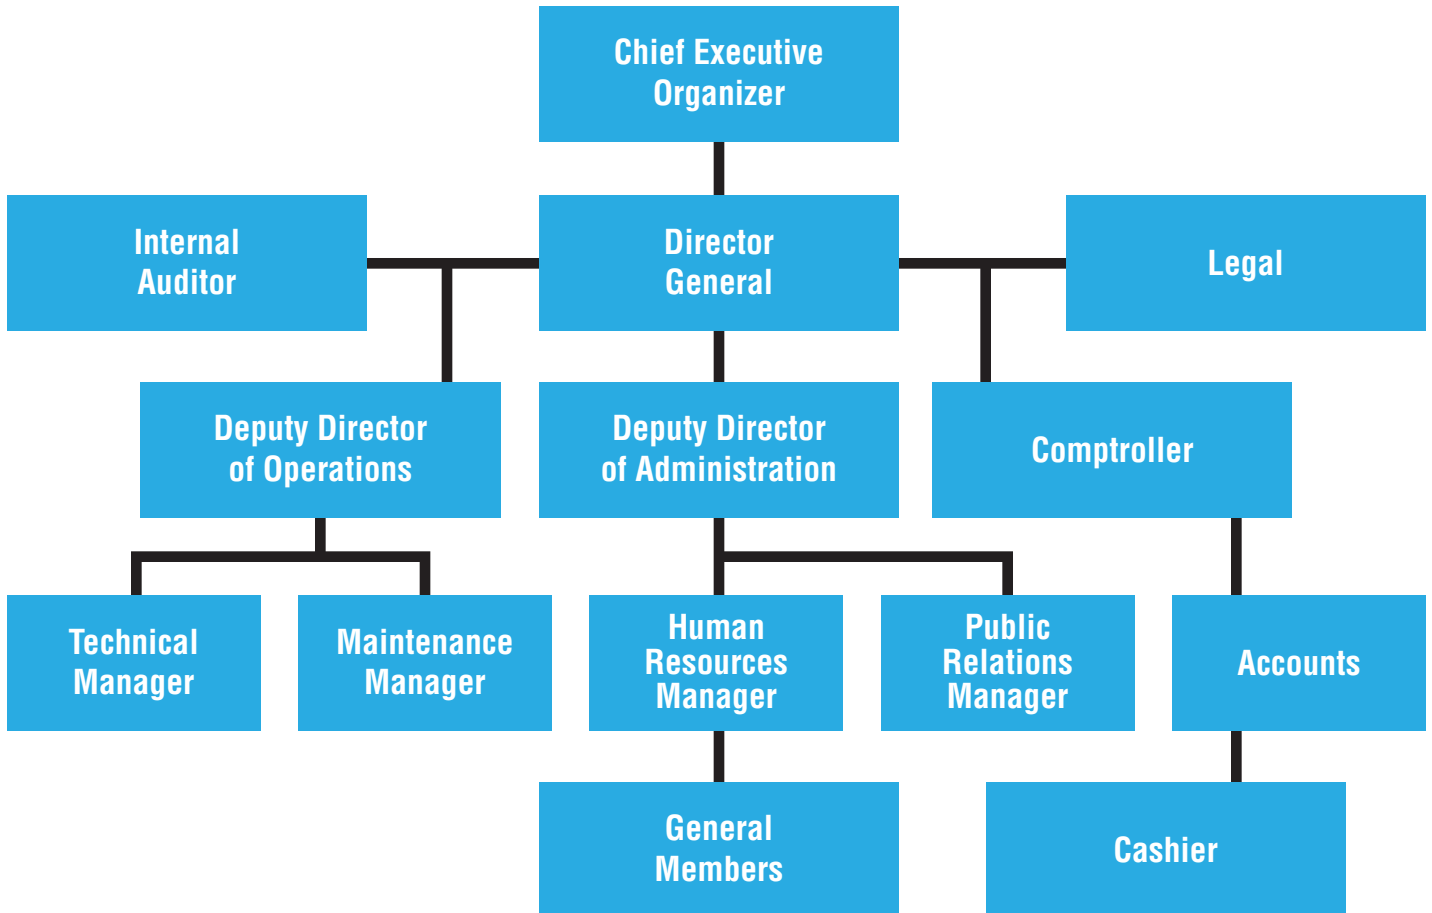 Chief Executive
Organizer
Internal
Auditor
Director
General
Legal
Deputy Director
of Operations
Deputy Director
of Administration
Comptroller
Technical
Manager
Maintenance
Manager
Human
Resources
Manager
Public
Relations
Manager
Accounts
General
Members
Cashier